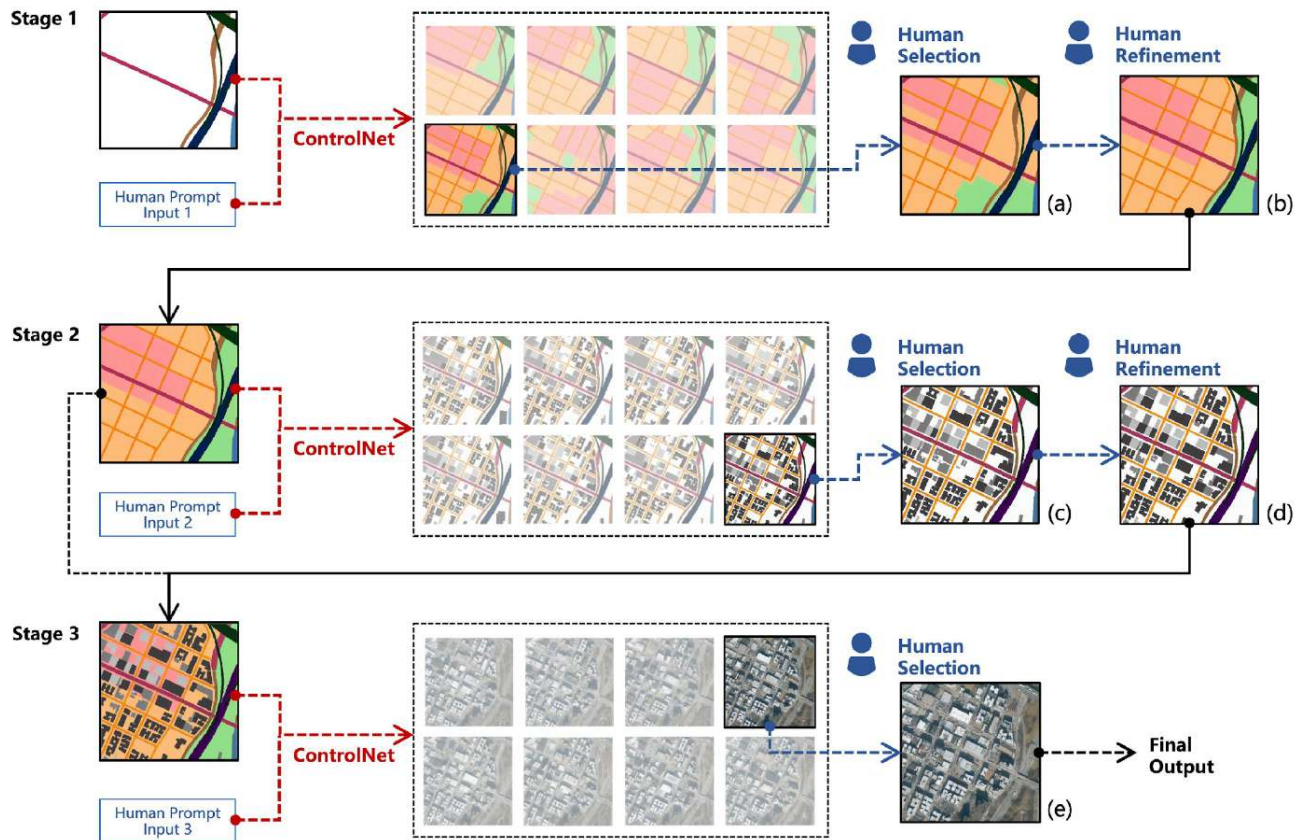 Stage 1
Human Prompt
Input 1
ControlNet
Human
Selection
(a)
Human
Refinement
(b)
Stage 2
Human Prompt
Input 2
ControlNet
Human
Selection
(c)
Human
Refinement
(d)
Stage 3
Human Prompt
Input 3
ControlNet
Human
Selection
(e)
Final
Output